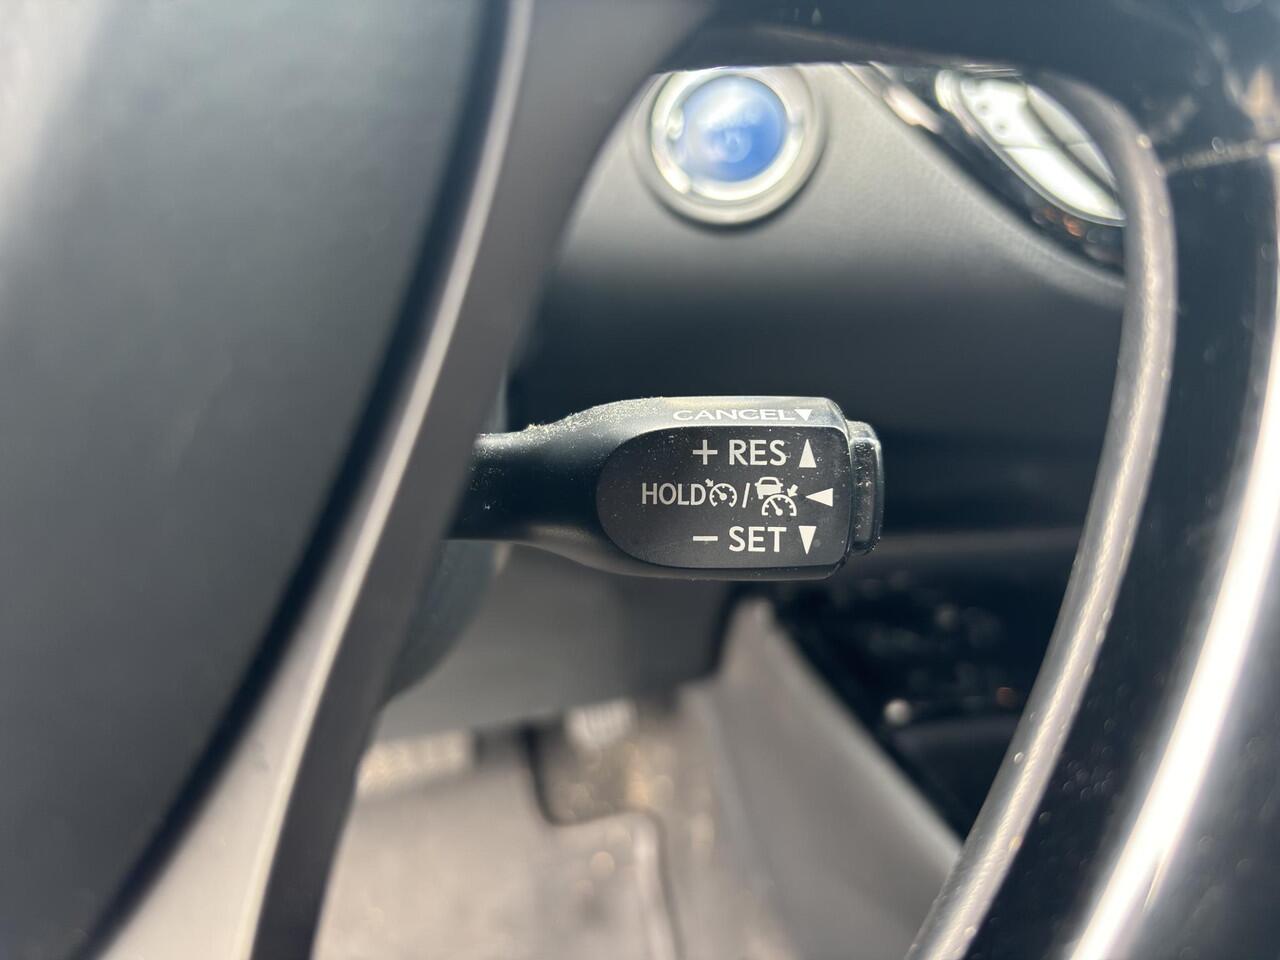 CANCEL▼
+ RES ▲
HOLD / ◀
− SET ▼